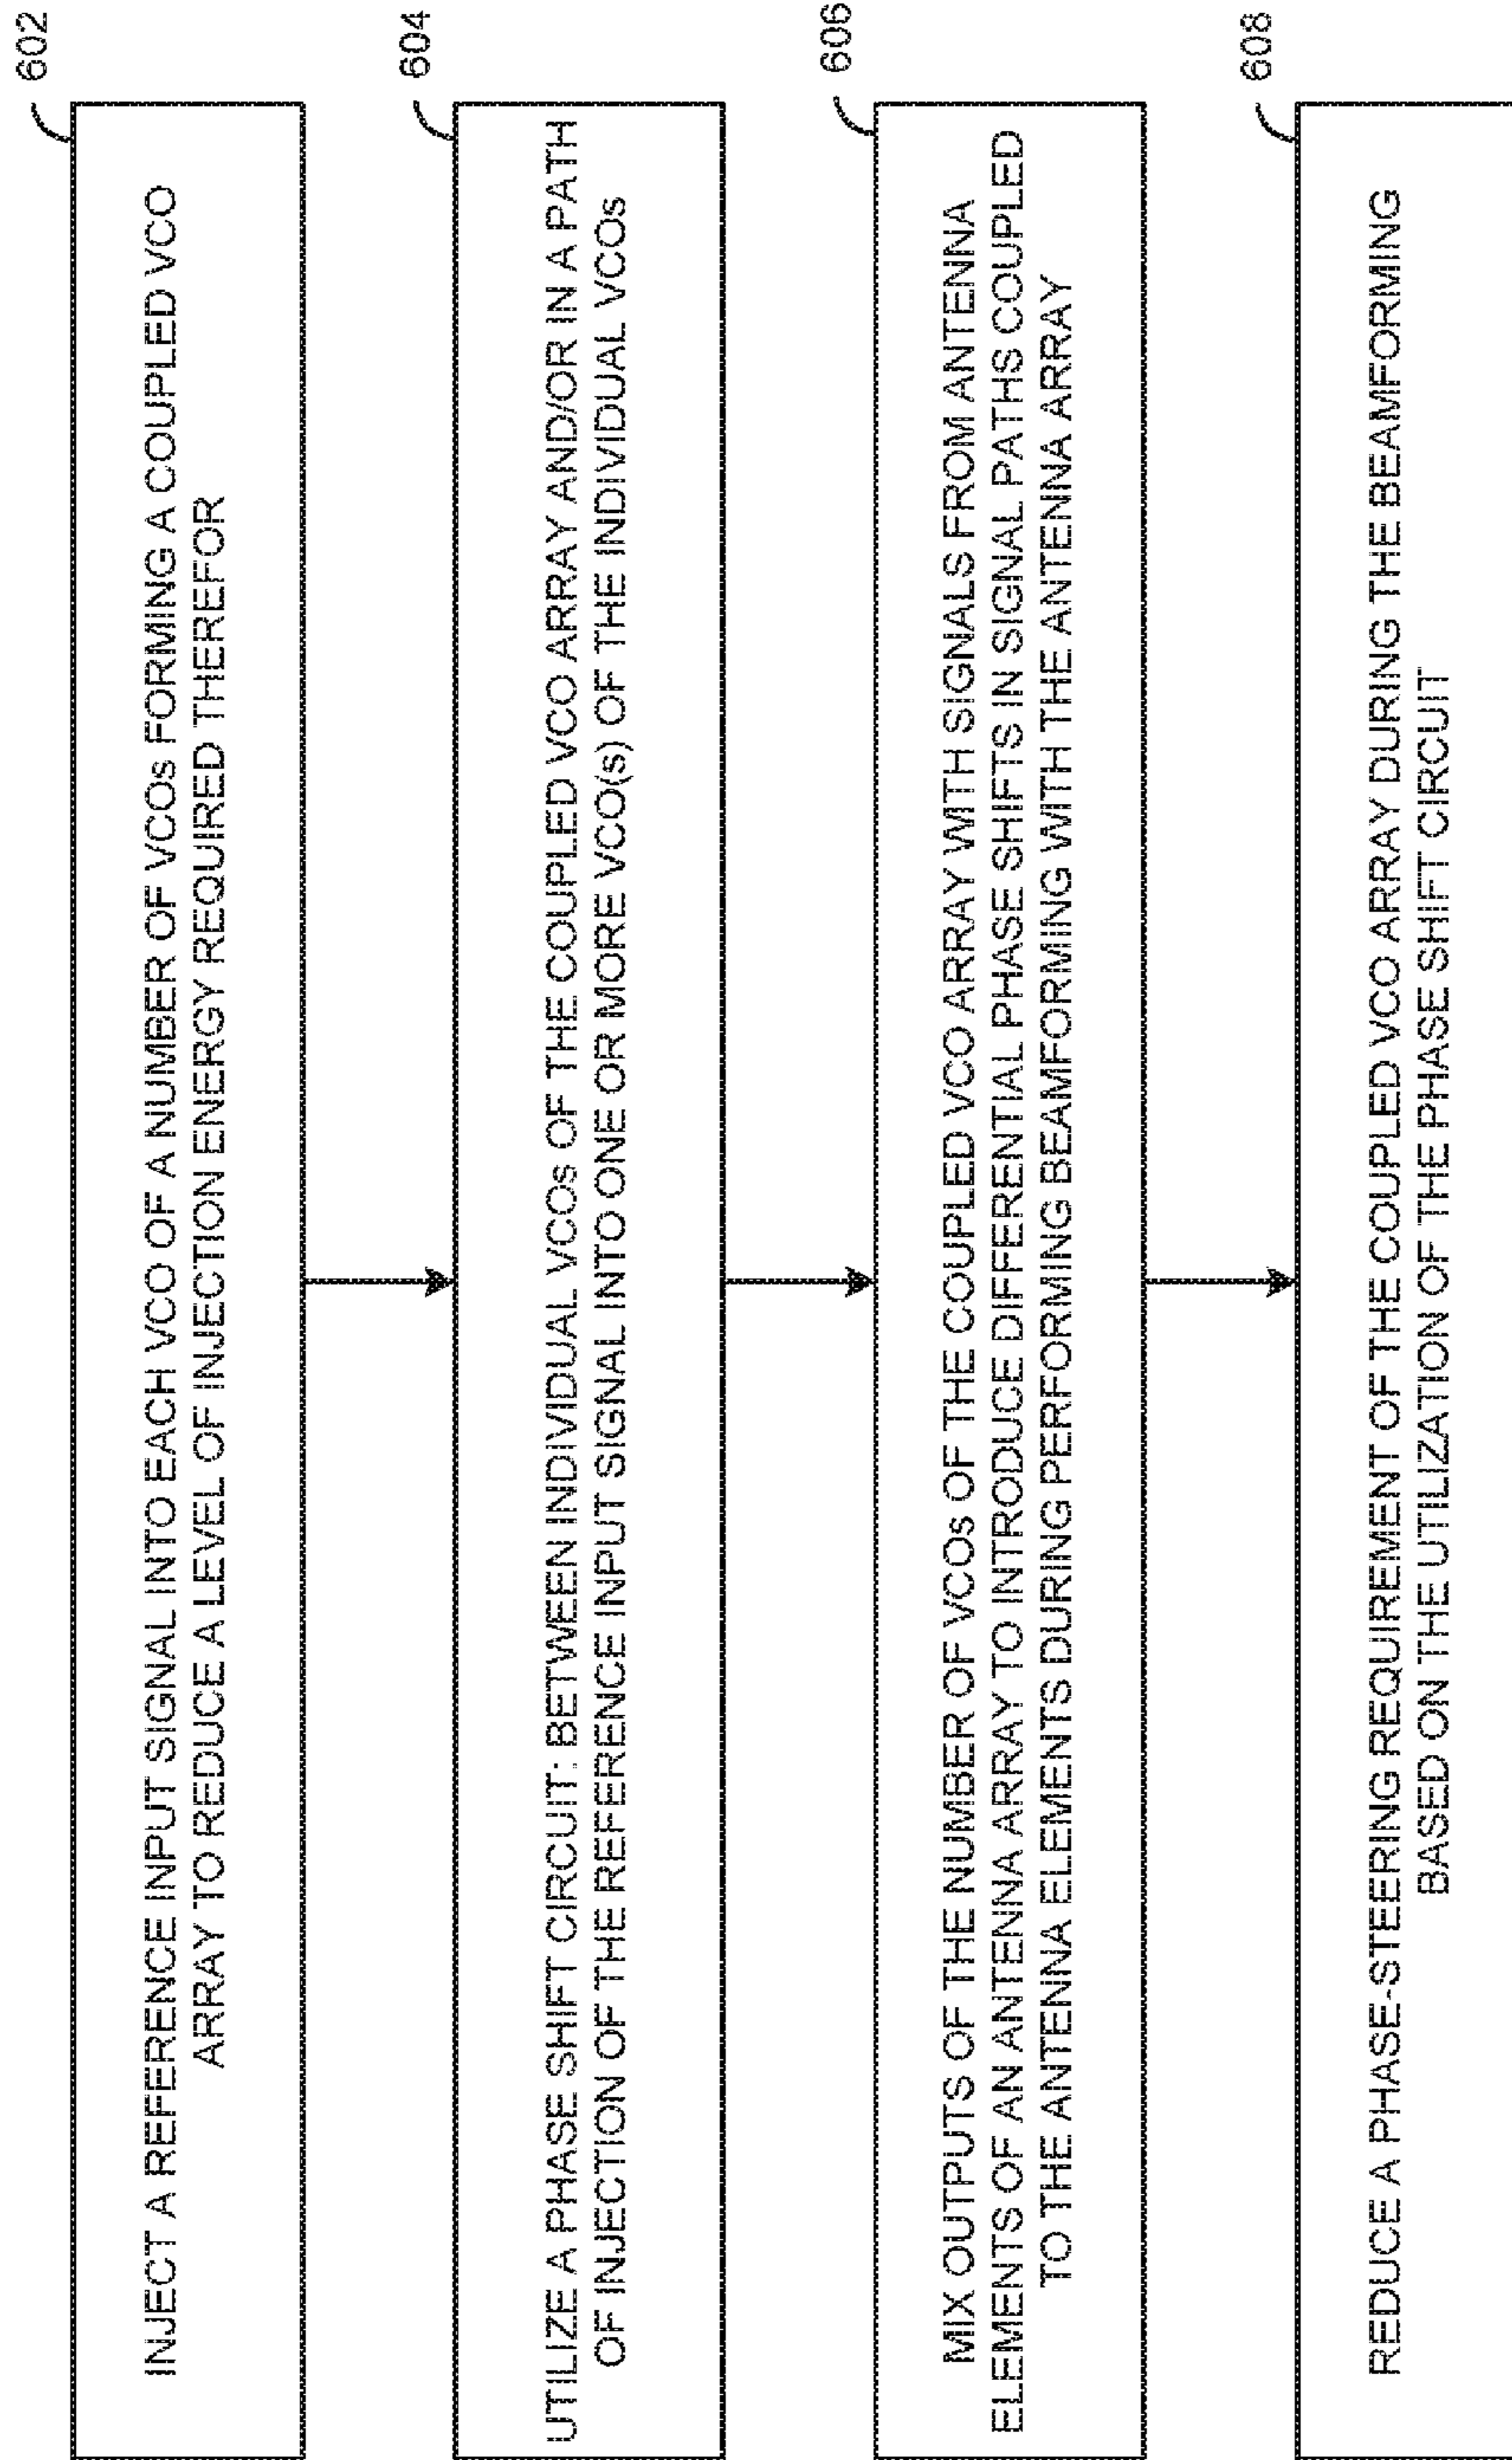 602
INJECT A REFERENCE INPUT SIGNAL INTO EACH VCO OF A NUMBER OF VCOs FORMING A COUPLED VCO
ARRAY TO REDUCE A LEVEL OF INJECTION ENERGY REQUIRED THEREFOR
604
UTILIZE A PHASE SHIFT CIRCUIT: BETWEEN INDIVIDUAL VCOs OF THE COUPLED VCO ARRAY AND/OR IN A PATH
OF INJECTION OF THE REFERENCE INPUT SIGNAL INTO ONE OR MORE VCO(s) OF THE INDIVIDUAL VCOs
606
MIX OUTPUTS OF THE NUMBER OF VCOs OF THE COUPLED VCO ARRAY WITH SIGNALS FROM ANTENNA
ELEMENTS OF AN ANTENNA ARRAY TO INTRODUCE DIFFERENTIAL PHASE SHIFTS IN SIGNAL PATHS COUPLED
TO THE ANTENNA ELEMENTS DURING PERFORMING BEAMFORMING WITH THE ANTENNA ARRAY
608
REDUCE A PHASE-STEERING REQUIREMENT OF THE COUPLED VCO ARRAY DURING THE BEAMFORMING
BASED ON THE UTILIZATION OF THE PHASE SHIFT CIRCUIT